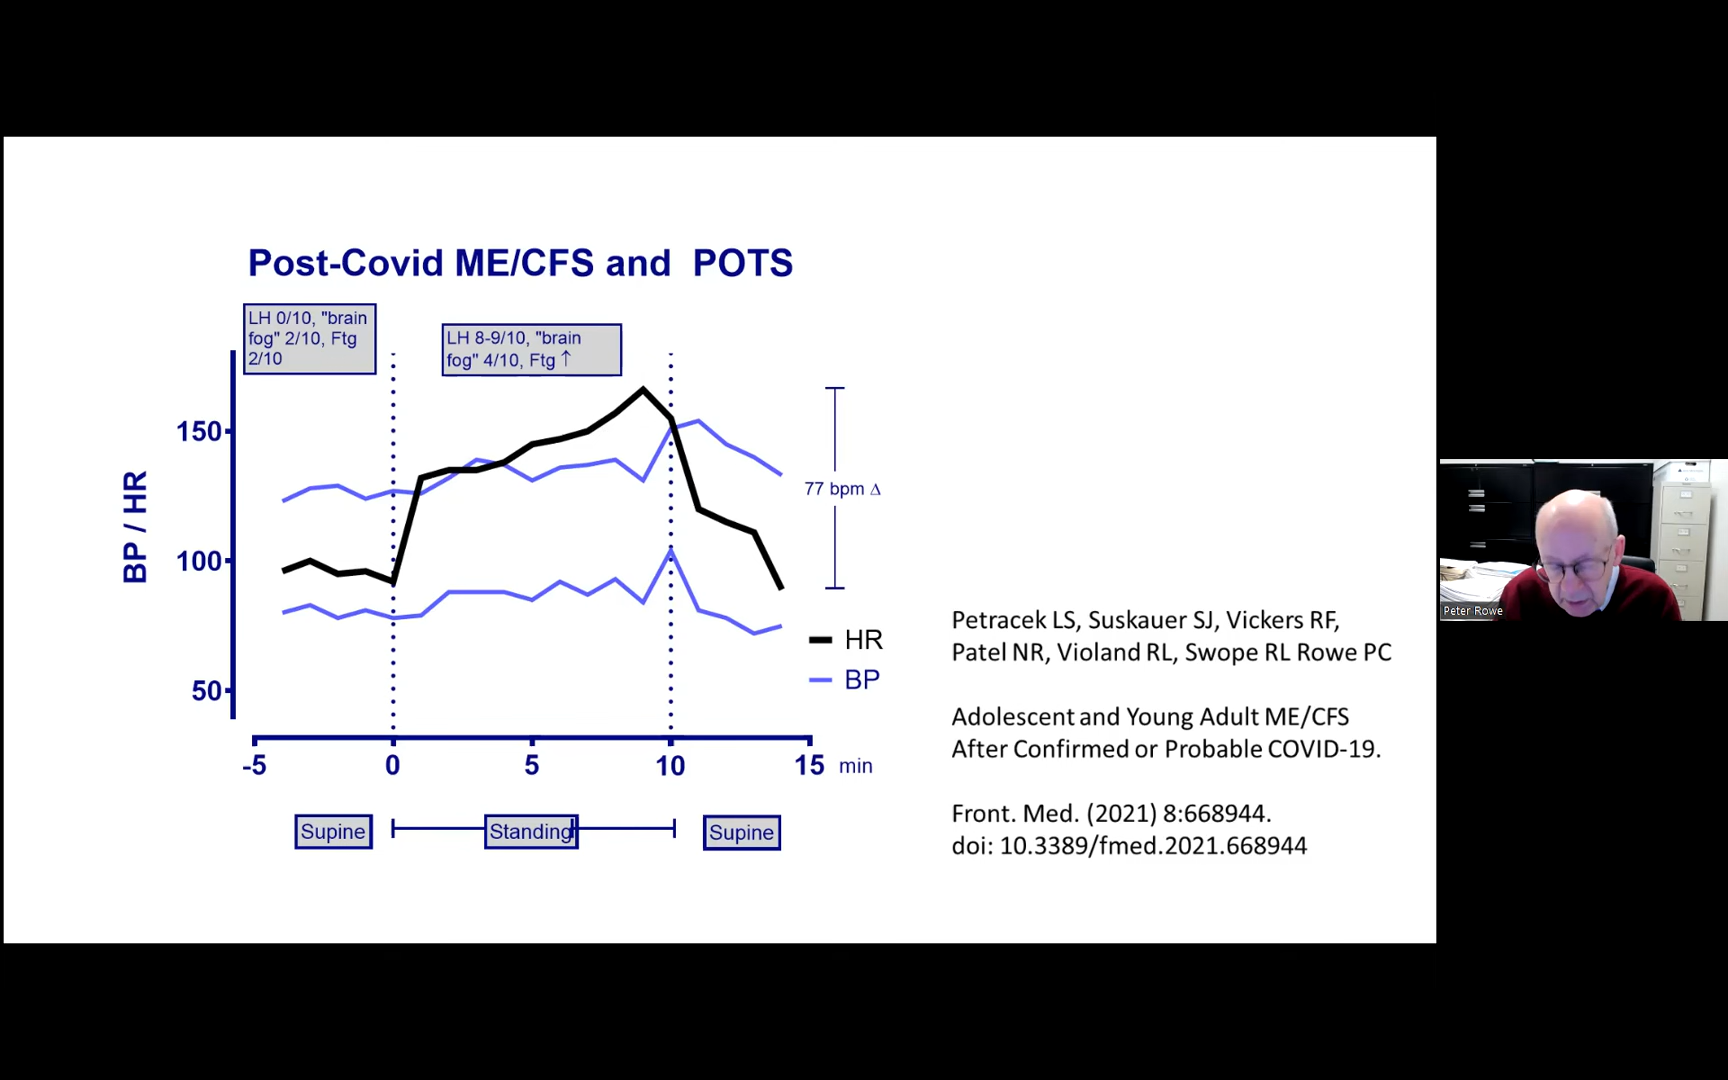 Post-Covid ME/CFS and POTS
LH 0/10, "brain
fog" 2/10, Ftg
2/10
LH 8-9/10, "brain
fog" 4/10, Ftg ↑
BP / HR
150
100
50
77 bpm Δ
HR
BP
-5 0 5 10 15 min
Supine Standing Supine
Petracek LS, Suskauer SJ, Vickers RF,
Patel NR, Violand RL, Swope RL Rowe PC
Adolescent and Young Adult ME/CFS
After Confirmed or Probable COVID-19.
Front. Med. (2021) 8:668944.
doi: 10.3389/fmed.2021.668944
Peter Rowe